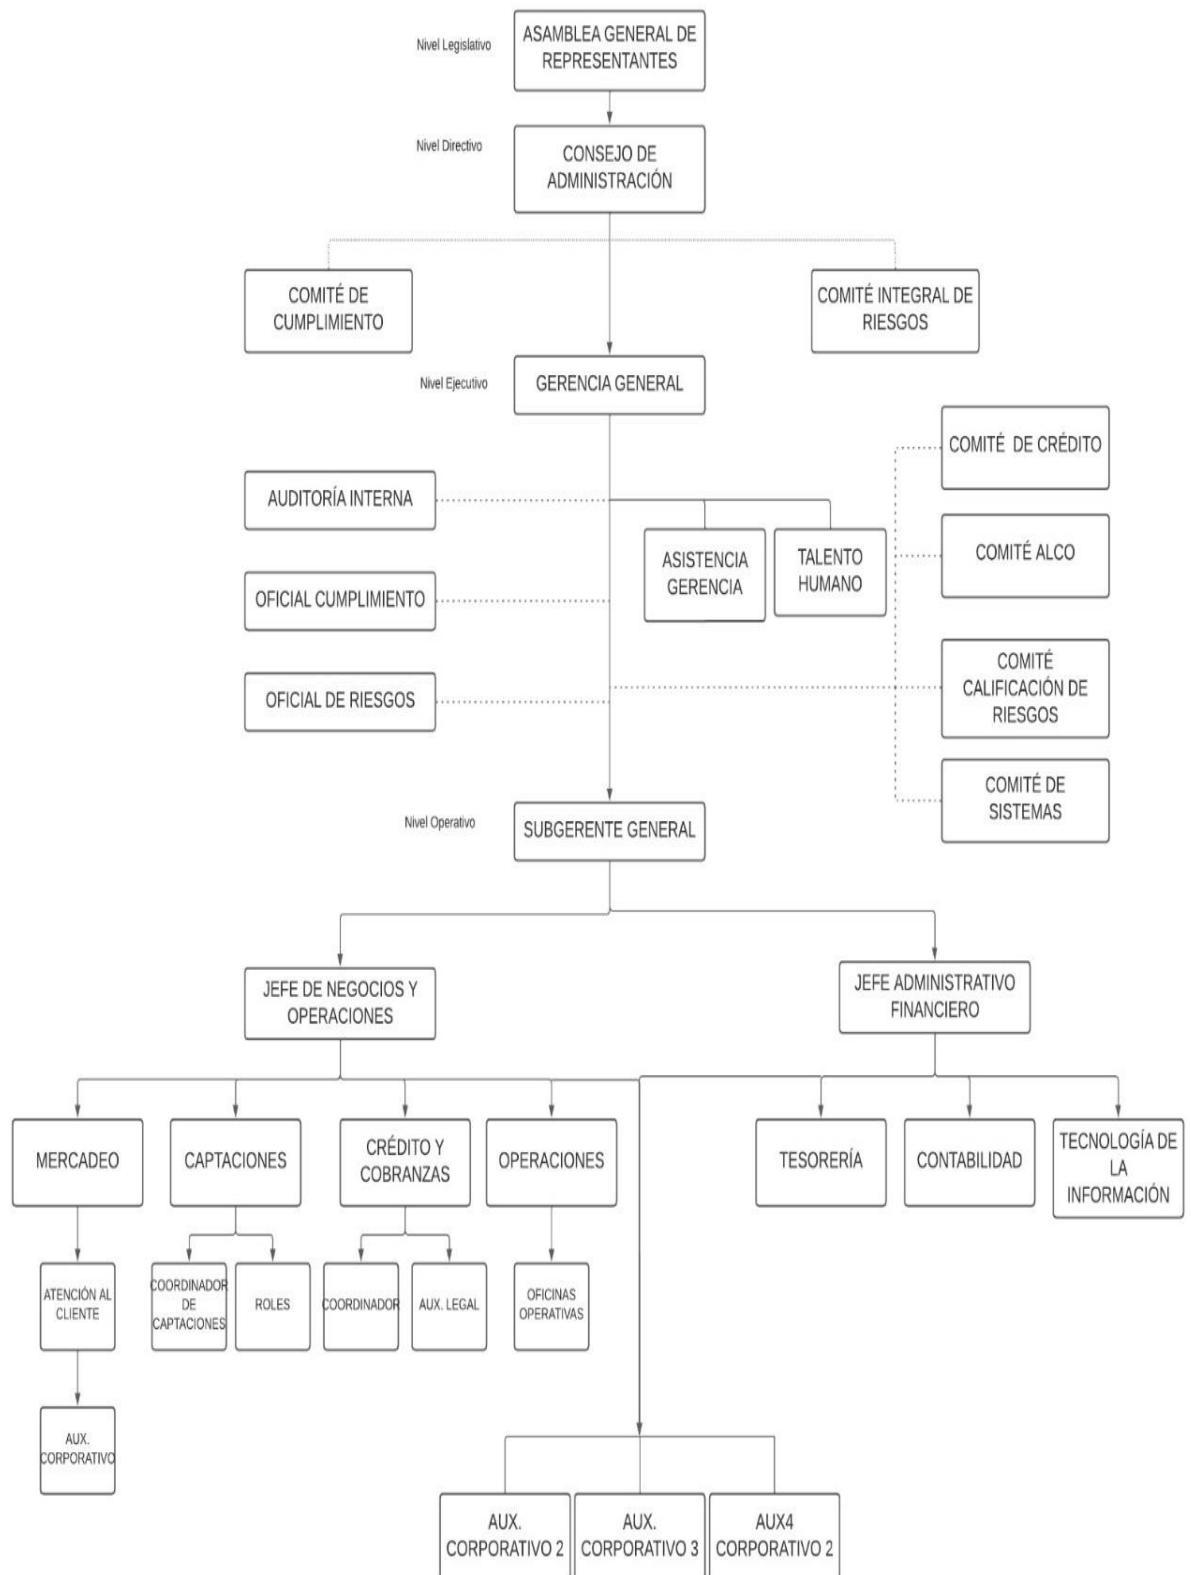 Nivel Legislativo
ASAMBLEA GENERAL DE
REPRESENTANTES
Nivel Directivo
CONSEJO DE
ADMINISTRACIÓN
COMITÉ DE
CUMPLIMIENTO
COMITÉ INTEGRAL DE
RIESGOS
Nivel Ejecutivo
GERENCIA GENERAL
COMITÉ DE CRÉDITO
AUDITORÍA INTERNA
ASISTENCIA
GERENCIA
TALENTO
HUMANO
COMITÉ ALCO
OFICIAL CUMPLIMIENTO
OFICIAL DE RIESGOS
COMITÉ
CALIFICACIÓN DE
RIESGOS
COMITÉ DE
SISTEMAS
Nivel Operativo
SUBGERENTE GENERAL
JEFE DE NEGOCIOS Y
OPERACIONES
JEFE ADMINISTRATIVO
FINANCIERO
MERCADEO
CAPTACIONES
CRÉDITO Y
COBRANZAS
OPERACIONES
TESORERÍA
CONTABILIDAD
TECNOLOGÍA DE
LA
INFORMACIÓN
ATENCIÓN AL
CLIENTE
COORDINADOR
DE
CAPTACIONES
ROLES
COORDINADOR
AUX. LEGAL
OFICINAS
OPERATIVAS
AUX.
CORPORATIVO
AUX.
CORPORATIVO 2
AUX.
CORPORATIVO 3
AUX4
CORPORATIVO 2